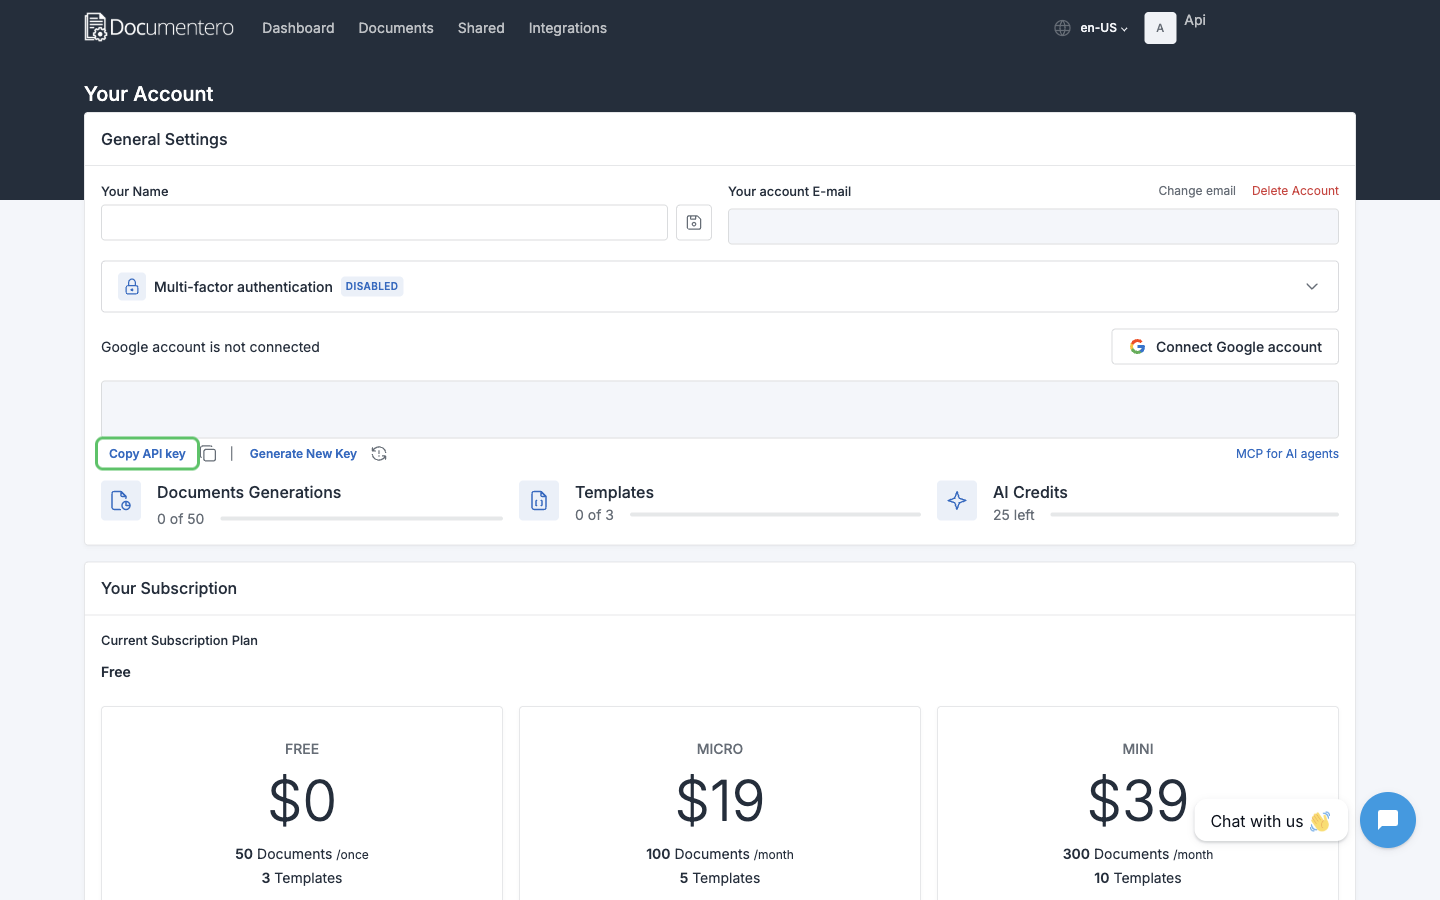 Documentero
Dashboard
Documents
Shared
Integrations
en-US
A
Api
Your Account
General Settings
Your Name
Your account E-mail
Change email
Delete Account
Multi-factor authentication
DISABLED
Google account is not connected
Connect Google account
Copy API key
|
Generate New Key
MCP for AI agents
Documents Generations
0 of 50
Templates
0 of 3
AI Credits
25 left
Your Subscription
Current Subscription Plan
Free
FREE
$0
50 Documents /once
3 Templates
MICRO
$19
100 Documents /month
5 Templates
MINI
$39
300 Documents /month
10 Templates
Chat with us 👋